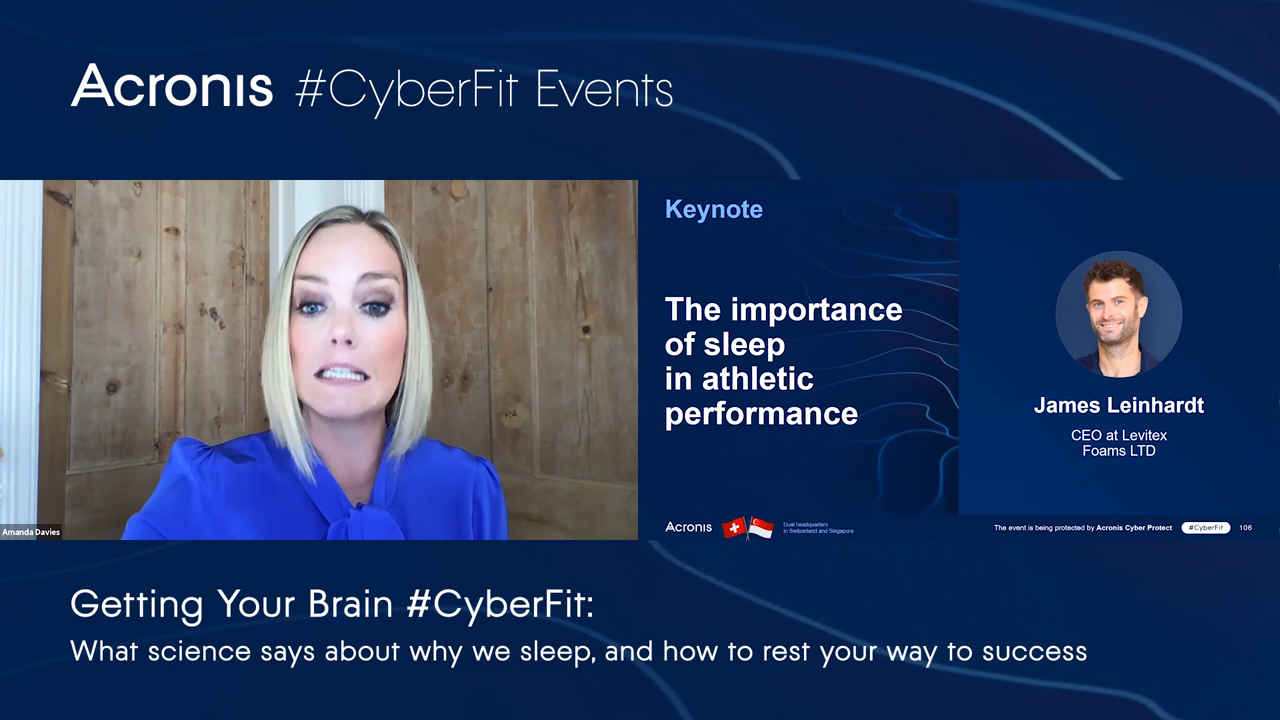 Acronis #CyberFit Events
Keynote
The importance
of sleep
in athletic
performance
James Leinhardt
CEO at Levitex
Foams LTD
Amanda Davies
Acronis
Dual headquarters
in Switzerland and Singapore
The event is being protected by Acronis Cyber Protect
#CyberFit
106
Getting Your Brain #CyberFit:
What science says about why we sleep, and how to rest your way to success